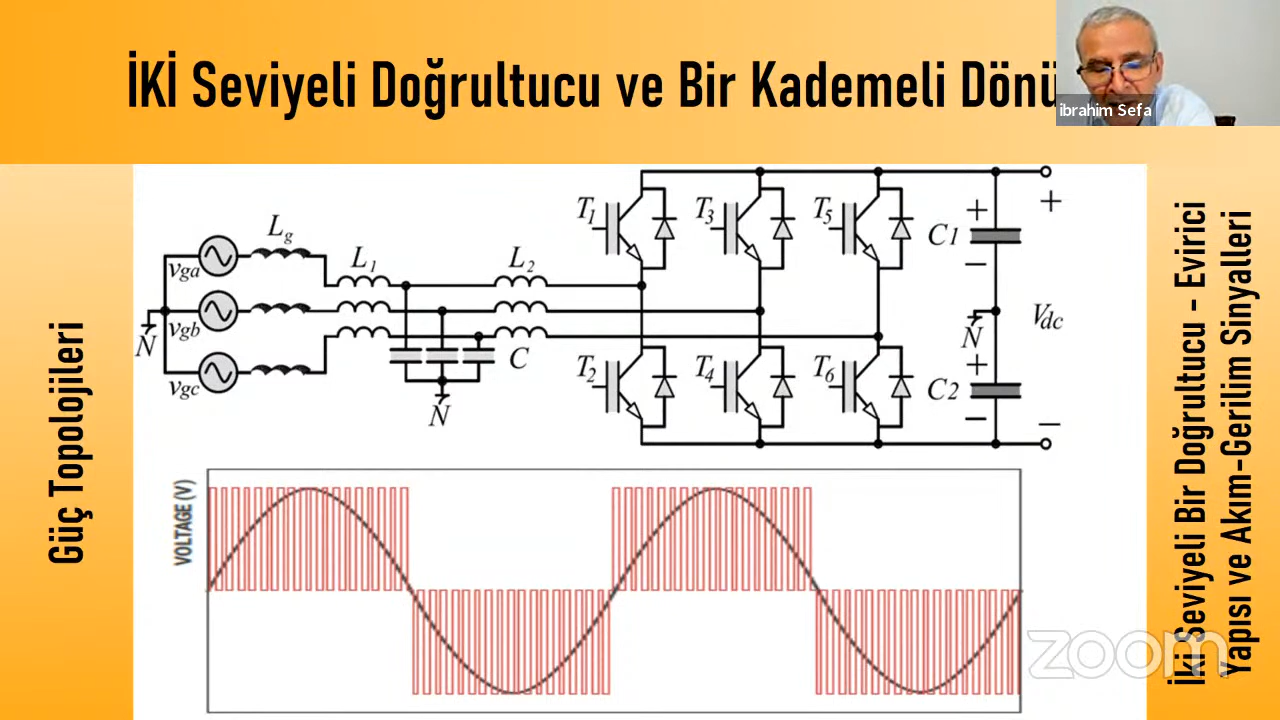 İKİ Seviyeli Doğrultucu ve Bir Kademeli Dönü
ibrahim Sefa
Güç Topolojileri
Lg
L1
L2
vga
vgb
vgc
N
C
N
T1
T3
T5
T2
T4
T6
C1
+
−
+
N
Vdc
C2
+
−
−
VOLTAGE (V)
İki Seviyeli Bir Doğrultucu - Evirici
Yapısı ve Akım-Gerilim Sinyalleri
zoom